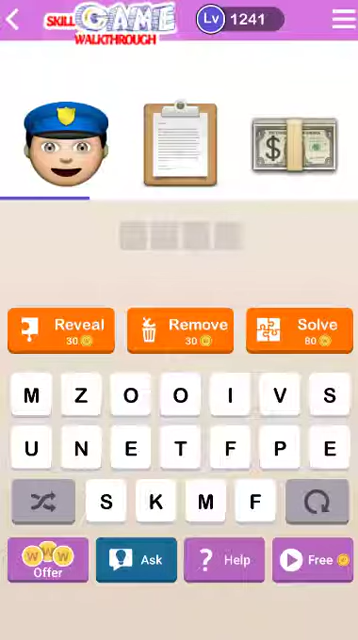 SKILL GAME
WALKTHROUGH
Lv 1241
$
Reveal
30
Remove
30
Solve
80
M Z O O I V S
U N E T F P E
S K M F
W W W
Offer
Ask
? Help
Free